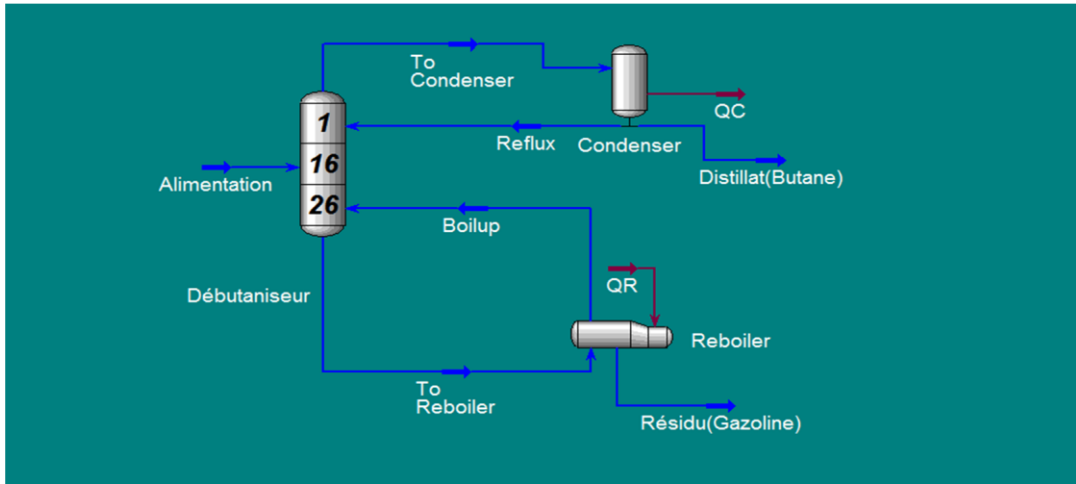 To
Condenser
QC
1
Reflux
Condenser
16
Distillat(Butane)
Alimentation
26
Boilup
QR
Débutaniseur
Reboiler
To
Reboiler
Résidu(Gazoline)